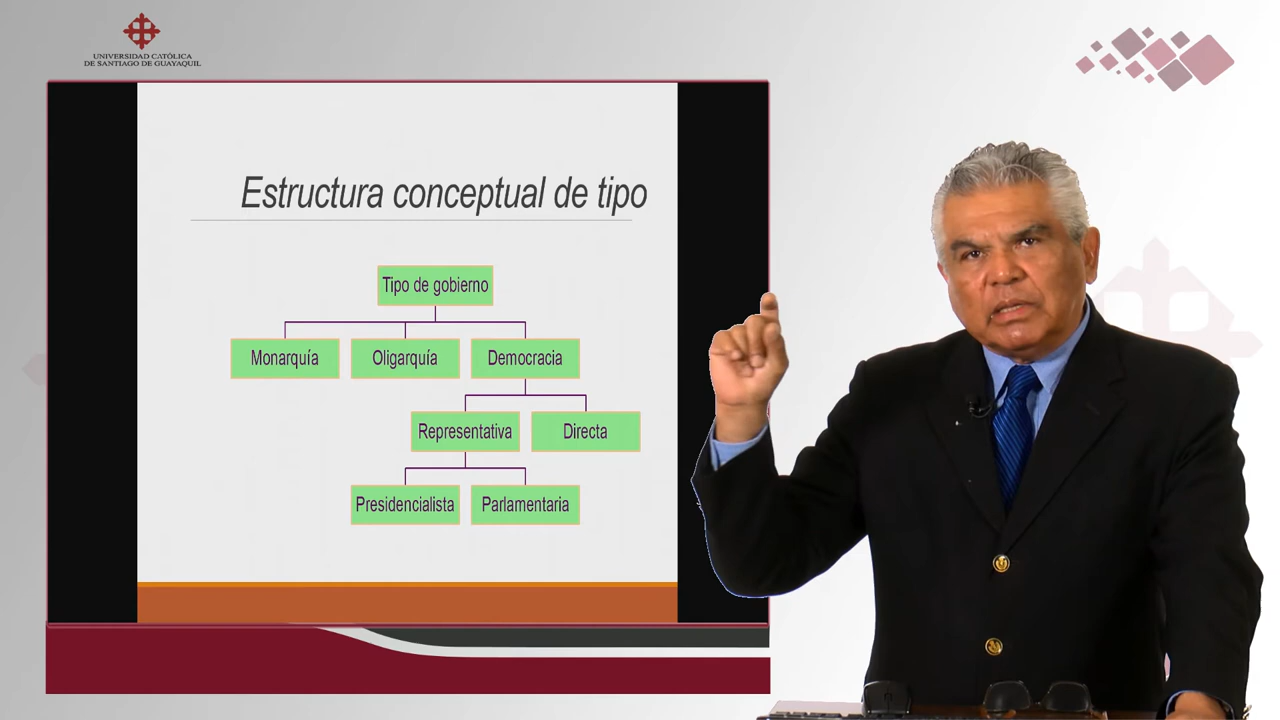 UNIVERSIDAD CATÓLICA
DE SANTIAGO DE GUAYAQUIL
Estructura conceptual de tipo
Tipo de gobierno
Monarquía
Oligarquía
Democracia
Representativa
Directa
Presidencialista
Parlamentaria